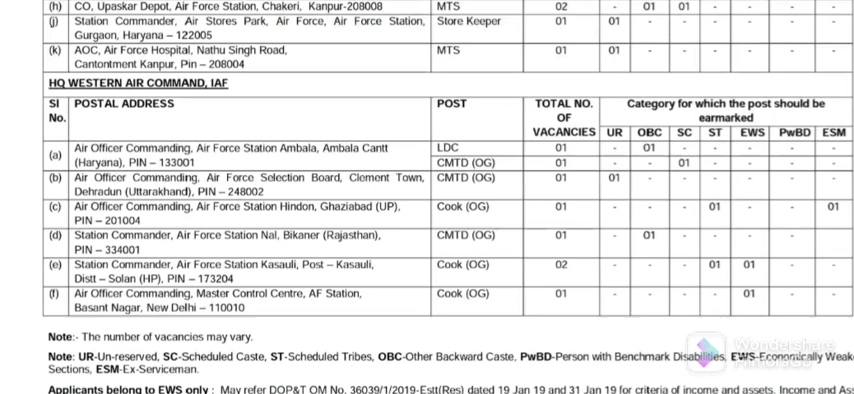 (h) CO, Upaskar Depot, Air Force Station, Chakeri, Kanpur-208008 MTS 02 - 01 01 - - - -
(j) Station Commander, Air Stores Park, Air Force, Air Force Station, Store Keeper 01 01 - - - - - -
Gurgaon, Haryana – 122005
(k) AOC, Air Force Hospital, Nathu Singh Road, MTS 01 01 - - - - - -
Cantontment Kanpur, Pin – 208004
HQ WESTERN AIR COMMAND, IAF
Sl No. POSTAL ADDRESS POST TOTAL NO. OF VACANCIES Category for which the post should be earmarked
UR OBC SC ST EWS PwBD ESM
(a) Air Officer Commanding, Air Force Station Ambala, Ambala Cantt LDC 01 - 01 - - - - -
(Haryana), PIN – 133001 CMTD (OG) 01 - - 01 - - - -
(b) Air Officer Commanding, Air Force Selection Board, Clement Town, CMTD (OG) 01 01 - - - - - -
Dehradun (Uttarakhand), PIN – 248002
(c) Air Officer Commanding, Air Force Station Hindon, Ghaziabad (UP), Cook (OG) 01 - - - 01 - - 01
PIN – 201004
(d) Station Commander, Air Force Station Nal, Bikaner (Rajasthan), CMTD (OG) 01 - 01 - - - -
PIN – 334001
(e) Station Commander, Air Force Station Kasauli, Post – Kasauli, Cook (OG) 02 - - - 01 01 - -
Distt – Solan (HP), PIN – 173204
(f) Air Officer Commanding, Master Control Centre, AF Station, Cook (OG) 01 - - - - 01 - -
Basant Nagar, New Delhi – 110010
Note:- The number of vacancies may vary.
Note: UR-Un-reserved, SC-Scheduled Caste, ST-Scheduled Tribes, OBC-Other Backward Caste, PwBD-Person with Benchmark Disabilities, EWS-Economically Weak
Sections, ESM-Ex-Serviceman.
Applicants belong to EWS only : May refer DOP&T OM No. 36039/1/2019-Estt(Res) dated 19 Jan 19 and 31 Jan 19 for criteria of income and assets. Income and Ass
Wondershare